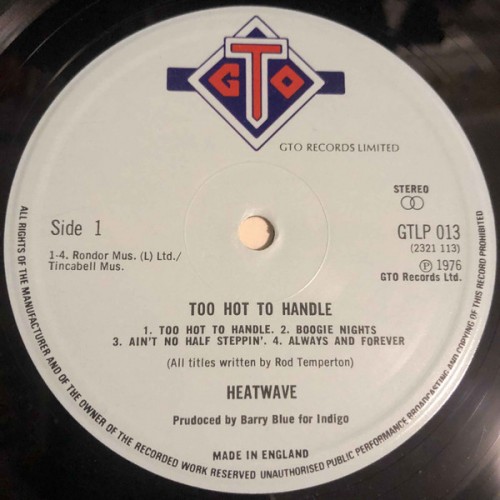 GTO
GTO RECORDS LIMITED
STEREO
Side 1
GTLP 013
(2321 113)
1-4. Rondor Mus. (L) Ltd./
Tincabell Mus.
Ⓟ 1976
GTO Records Ltd.
TOO HOT TO HANDLE
1. TOO HOT TO HANDLE. 2. BOOGIE NIGHTS
3. AIN'T NO HALF STEPPIN'. 4. ALWAYS AND FOREVER
(All titles written by Rod Temperton)
HEATWAVE
Pruduced by Barry Blue for Indigo
MADE IN ENGLAND
ALL RIGHTS OF THE MANUFACTURER AND OF THE OWNER OF THE RECORDED WORK RESERVED UNAUTHORISED PUBLIC PERFORMANCE BROADCASTING AND COPYING OF THIS RECORD PROHIBITED